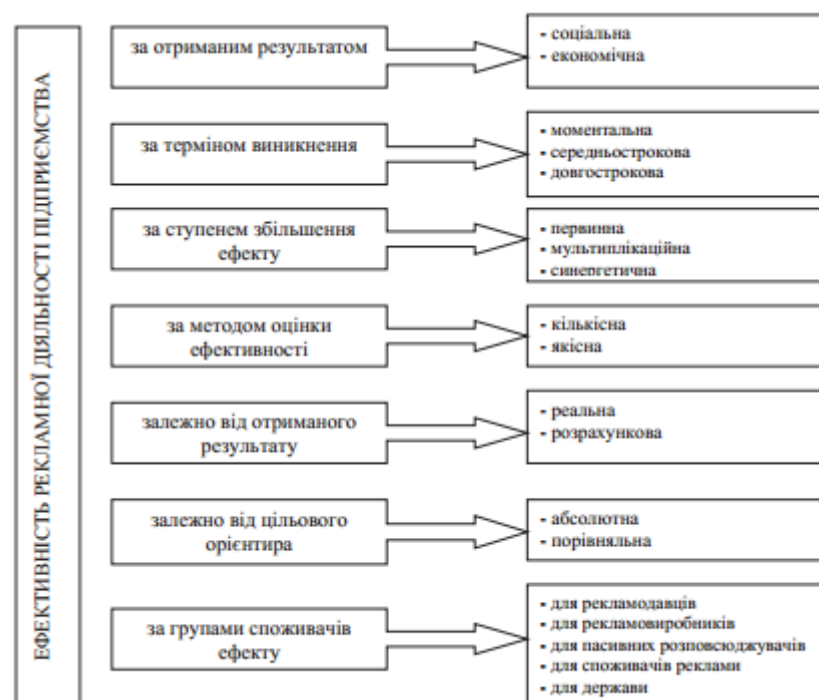 ЕФЕКТИВНІСТЬ РЕКЛАМНОЇ ДІЯЛЬНОСТІ ПІДПРИЄМСТВА
за отриманим результатом
- соціальна
- економічна
за терміном виникнення
- моментальна
- середньострокова
- довгострокова
за ступенем збільшення
ефекту
- первинна
- мультиплікаційна
- синергетична
за методом оцінки
ефективності
- кількісна
- якісна
залежно від отриманого
результату
- реальна
- розрахункова
залежно від цільового
орієнтира
- абсолютна
- порівняльна
за групами споживачів
ефекту
- для рекламодавців
- для рекламовиробників
- для пасивних розповсюджувачів
- для споживачів реклами
- для держави